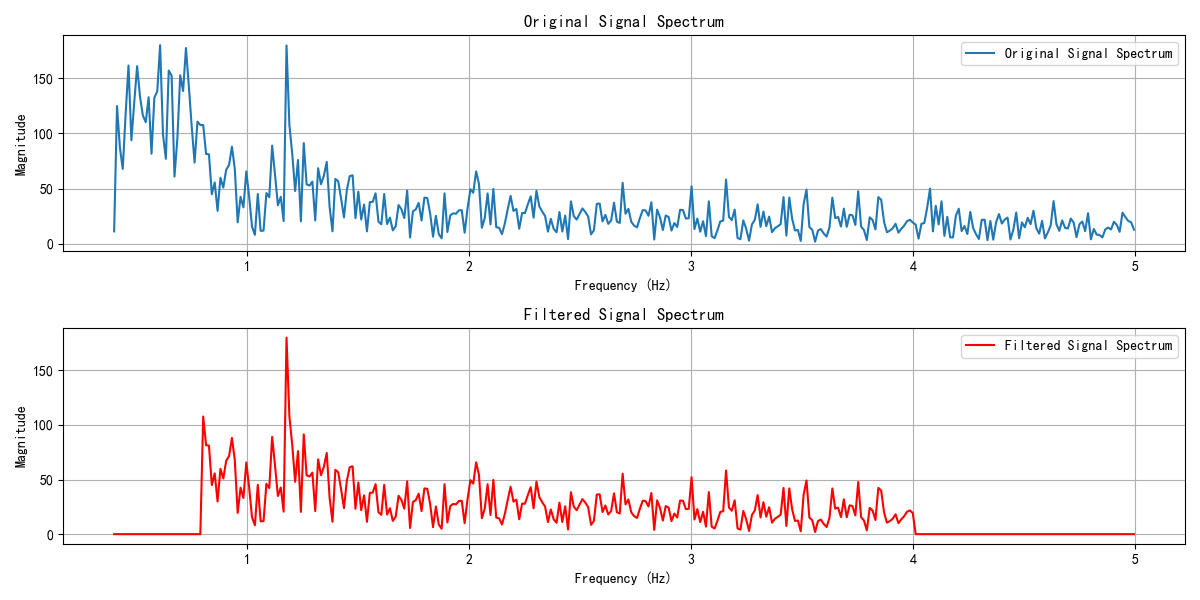 Original Signal Spectrum
Original Signal Spectrum
Magnitude
150
100
50
0
1
2
3
4
5
Frequency (Hz)
Filtered Signal Spectrum
Filtered Signal Spectrum
Magnitude
150
100
50
0
1
2
3
4
5
Frequency (Hz)